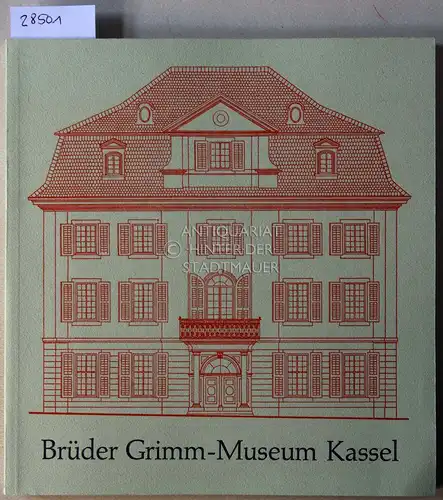 28501
ANTIQUARIAT
© HINTER DER
STADTMAUER
Brüder Grimm-Museum Kassel